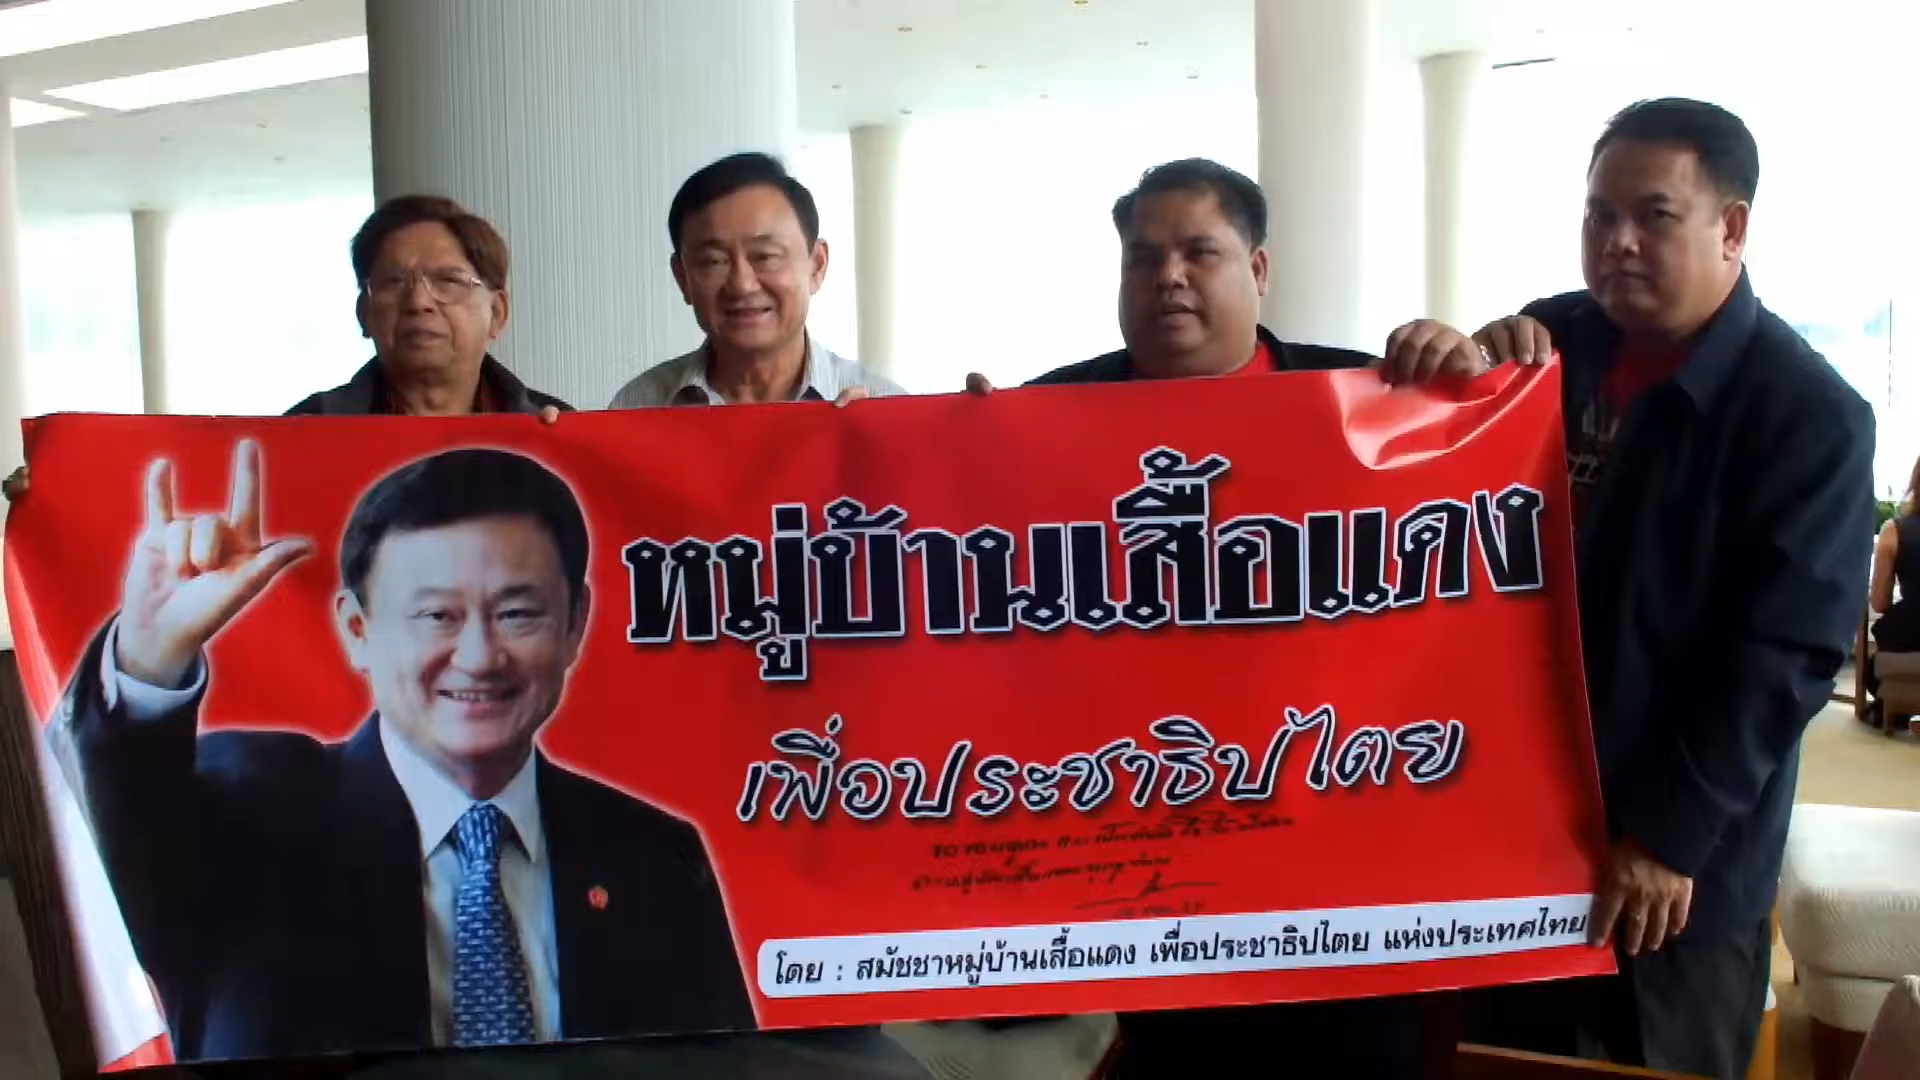 หมู่บ้านเสื้อแดง
เพื่อประชาธิปไตย
โดย : สมัชชาหมู่บ้านเสื้อแดง เพื่อประชาธิปไตย แห่งประเทศไทย